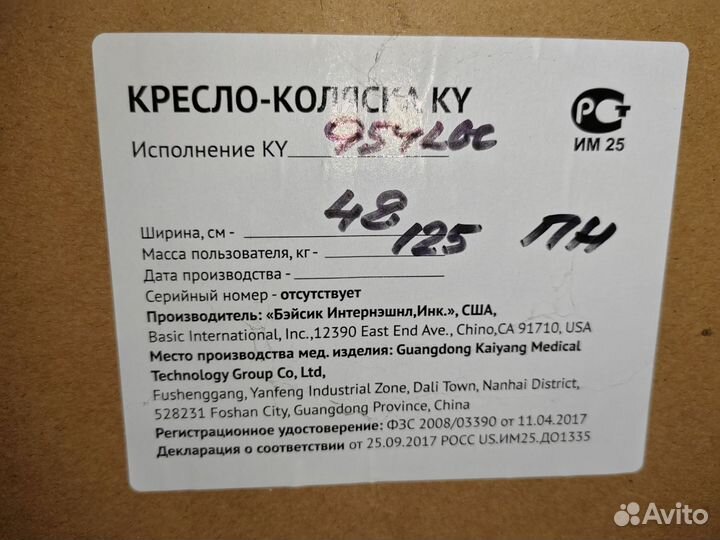 КРЕСЛО-КОЛЯСКА KY
Исполнение KY 954LBC
РСТ
ИМ 25
Ширина, см - 48
Масса пользователя, кг - 125 ПН
Дата производства -
Серийный номер - отсутствует
Производитель: «Бэйсик Интернэшнл,Инк.», США,
Basic International, Inc.,12390 East End Ave., Chino,CA 91710, USA
Место производства мед. изделия: Guangdong Kaiyang Medical
Technology Group Co, Ltd,
Fushenggang, Yanfeng Industrial Zone, Dali Town, Nanhai District,
528231 Foshan City, Guangdong Province, China
Регистрационное удостоверение: ФЗС 2008/03390 от 11.04.2017
Декларация о соответствии от 25.09.2017 РОСС US.ИМ25.ДО1335
Avito